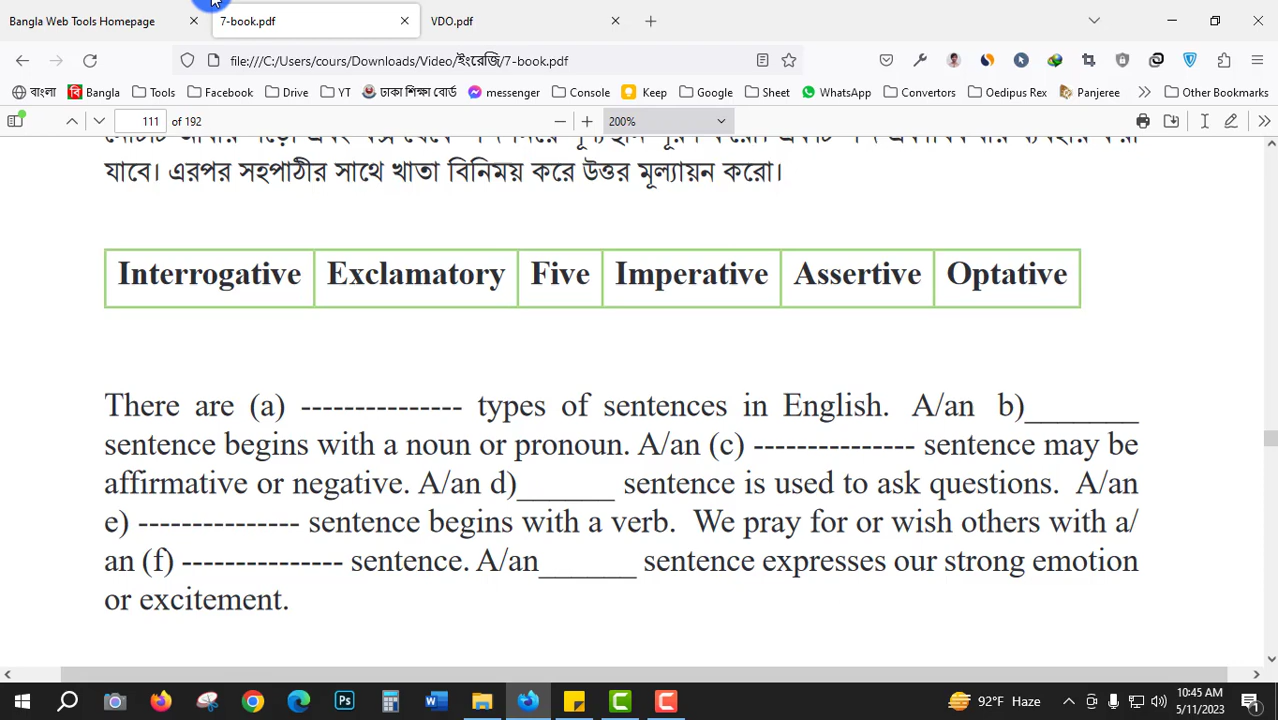 Bangla Web Tools Homepage
7-book.pdf
VDO.pdf
file:///C:/Users/cours/Downloads/Video/ইংরেজি/7-book.pdf
বাংলা
Bangla
Tools
Facebook
Drive
YT
ঢাকা শিক্ষা বোর্ড
messenger
Console
Keep
Google
Sheet
WhatsApp
Convertors
Oedipus Rex
Panjeree
Other Bookmarks
111 of 192
200%
যাবে। এরপর সহপাঠীর সাথে খাতা বিনিময় করে উত্তর মূল্যায়ন করো।
Interrogative Exclamatory Five Imperative Assertive Optative
There are (a) --------------- types of sentences in English. A/an b)_______
sentence begins with a noun or pronoun. A/an (c) --------------- sentence may be
affirmative or negative. A/an d)______ sentence is used to ask questions. A/an
e) --------------- sentence begins with a verb. We pray for or wish others with a/
an (f) --------------- sentence. A/an______ sentence expresses our strong emotion
or excitement.
92°F Haze
10:45 AM
5/11/2023